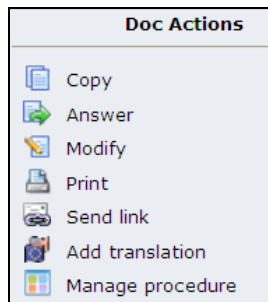 Doc Actions
Copy
Answer
Modify
Print
Send link
Add translation
Manage procedure